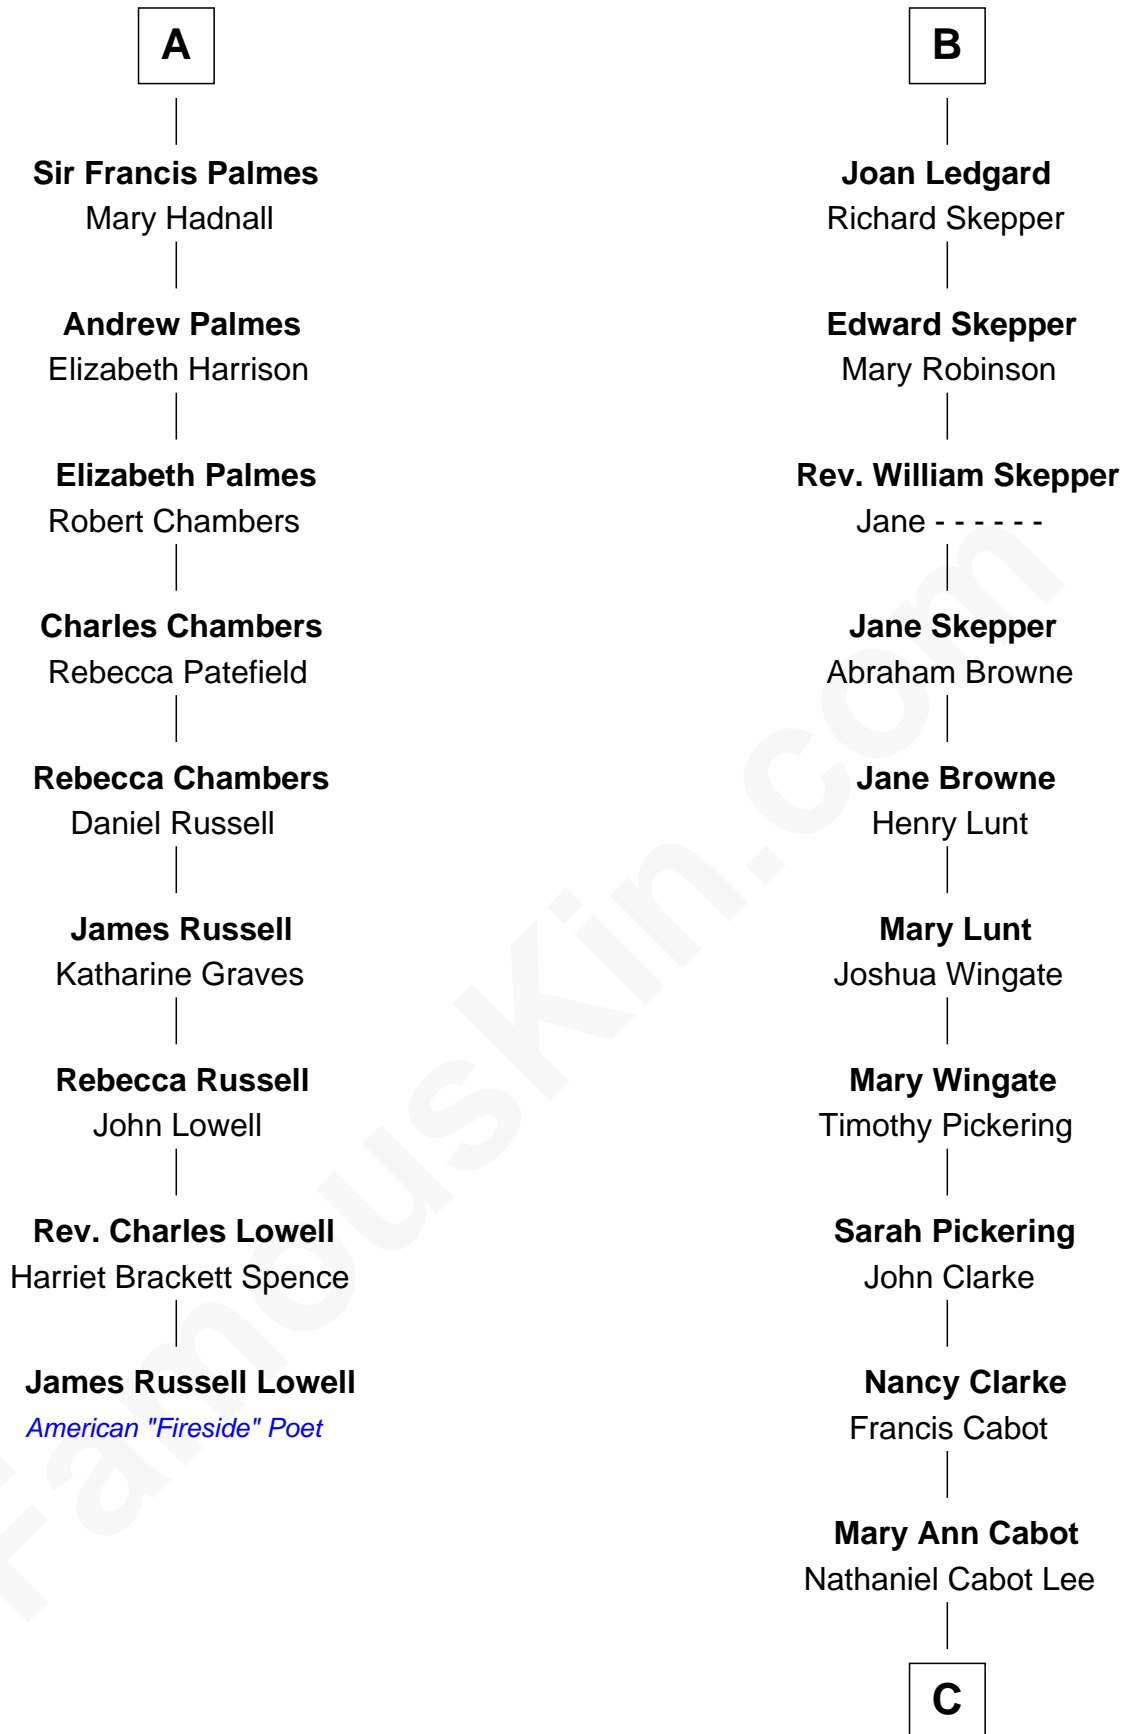 A
Sir Francis Palmes
Mary Hadnall
Andrew Palmes
Elizabeth Harrison
Elizabeth Palmes
Robert Chambers
Charles Chambers
Rebecca Patefield
Rebecca Chambers
Daniel Russell
James Russell
Katharine Graves
Rebecca Russell
John Lowell
Rev. Charles Lowell
Harriet Brackett Spence
James Russell Lowell
American "Fireside" Poet
B
Joan Ledgard
Richard Skepper
Edward Skepper
Mary Robinson
Rev. William Skepper
Jane - - - - - -
Jane Skepper
Abraham Browne
Jane Browne
Henry Lunt
Mary Lunt
Joshua Wingate
Mary Wingate
Timothy Pickering
Sarah Pickering
John Clarke
Nancy Clarke
Francis Cabot
Mary Ann Cabot
Nathaniel Cabot Lee
C
FamousKin.com